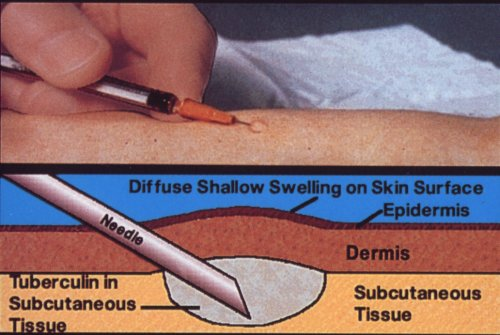 Diffuse Shallow Swelling on Skin Surface
Epidermis
Needle
Dermis
Tuberculin in
Subcutaneous
Tissue
Subcutaneous
Tissue